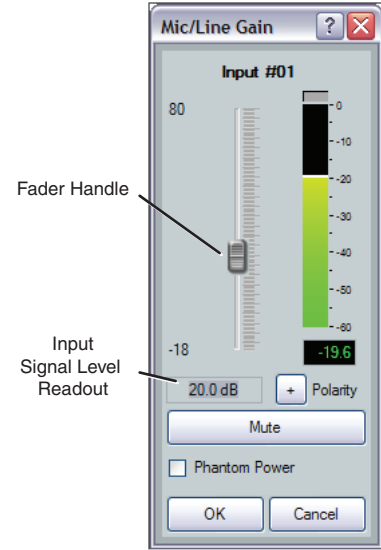 Mic/Line Gain ?
Input #01
80
0
-10
-20
-30
-40
-50
-60
Fader Handle
-18
-19.6
Input
Signal Level
Readout
20.0 dB
+ Polarity
Mute
Phantom Power
OK
Cancel